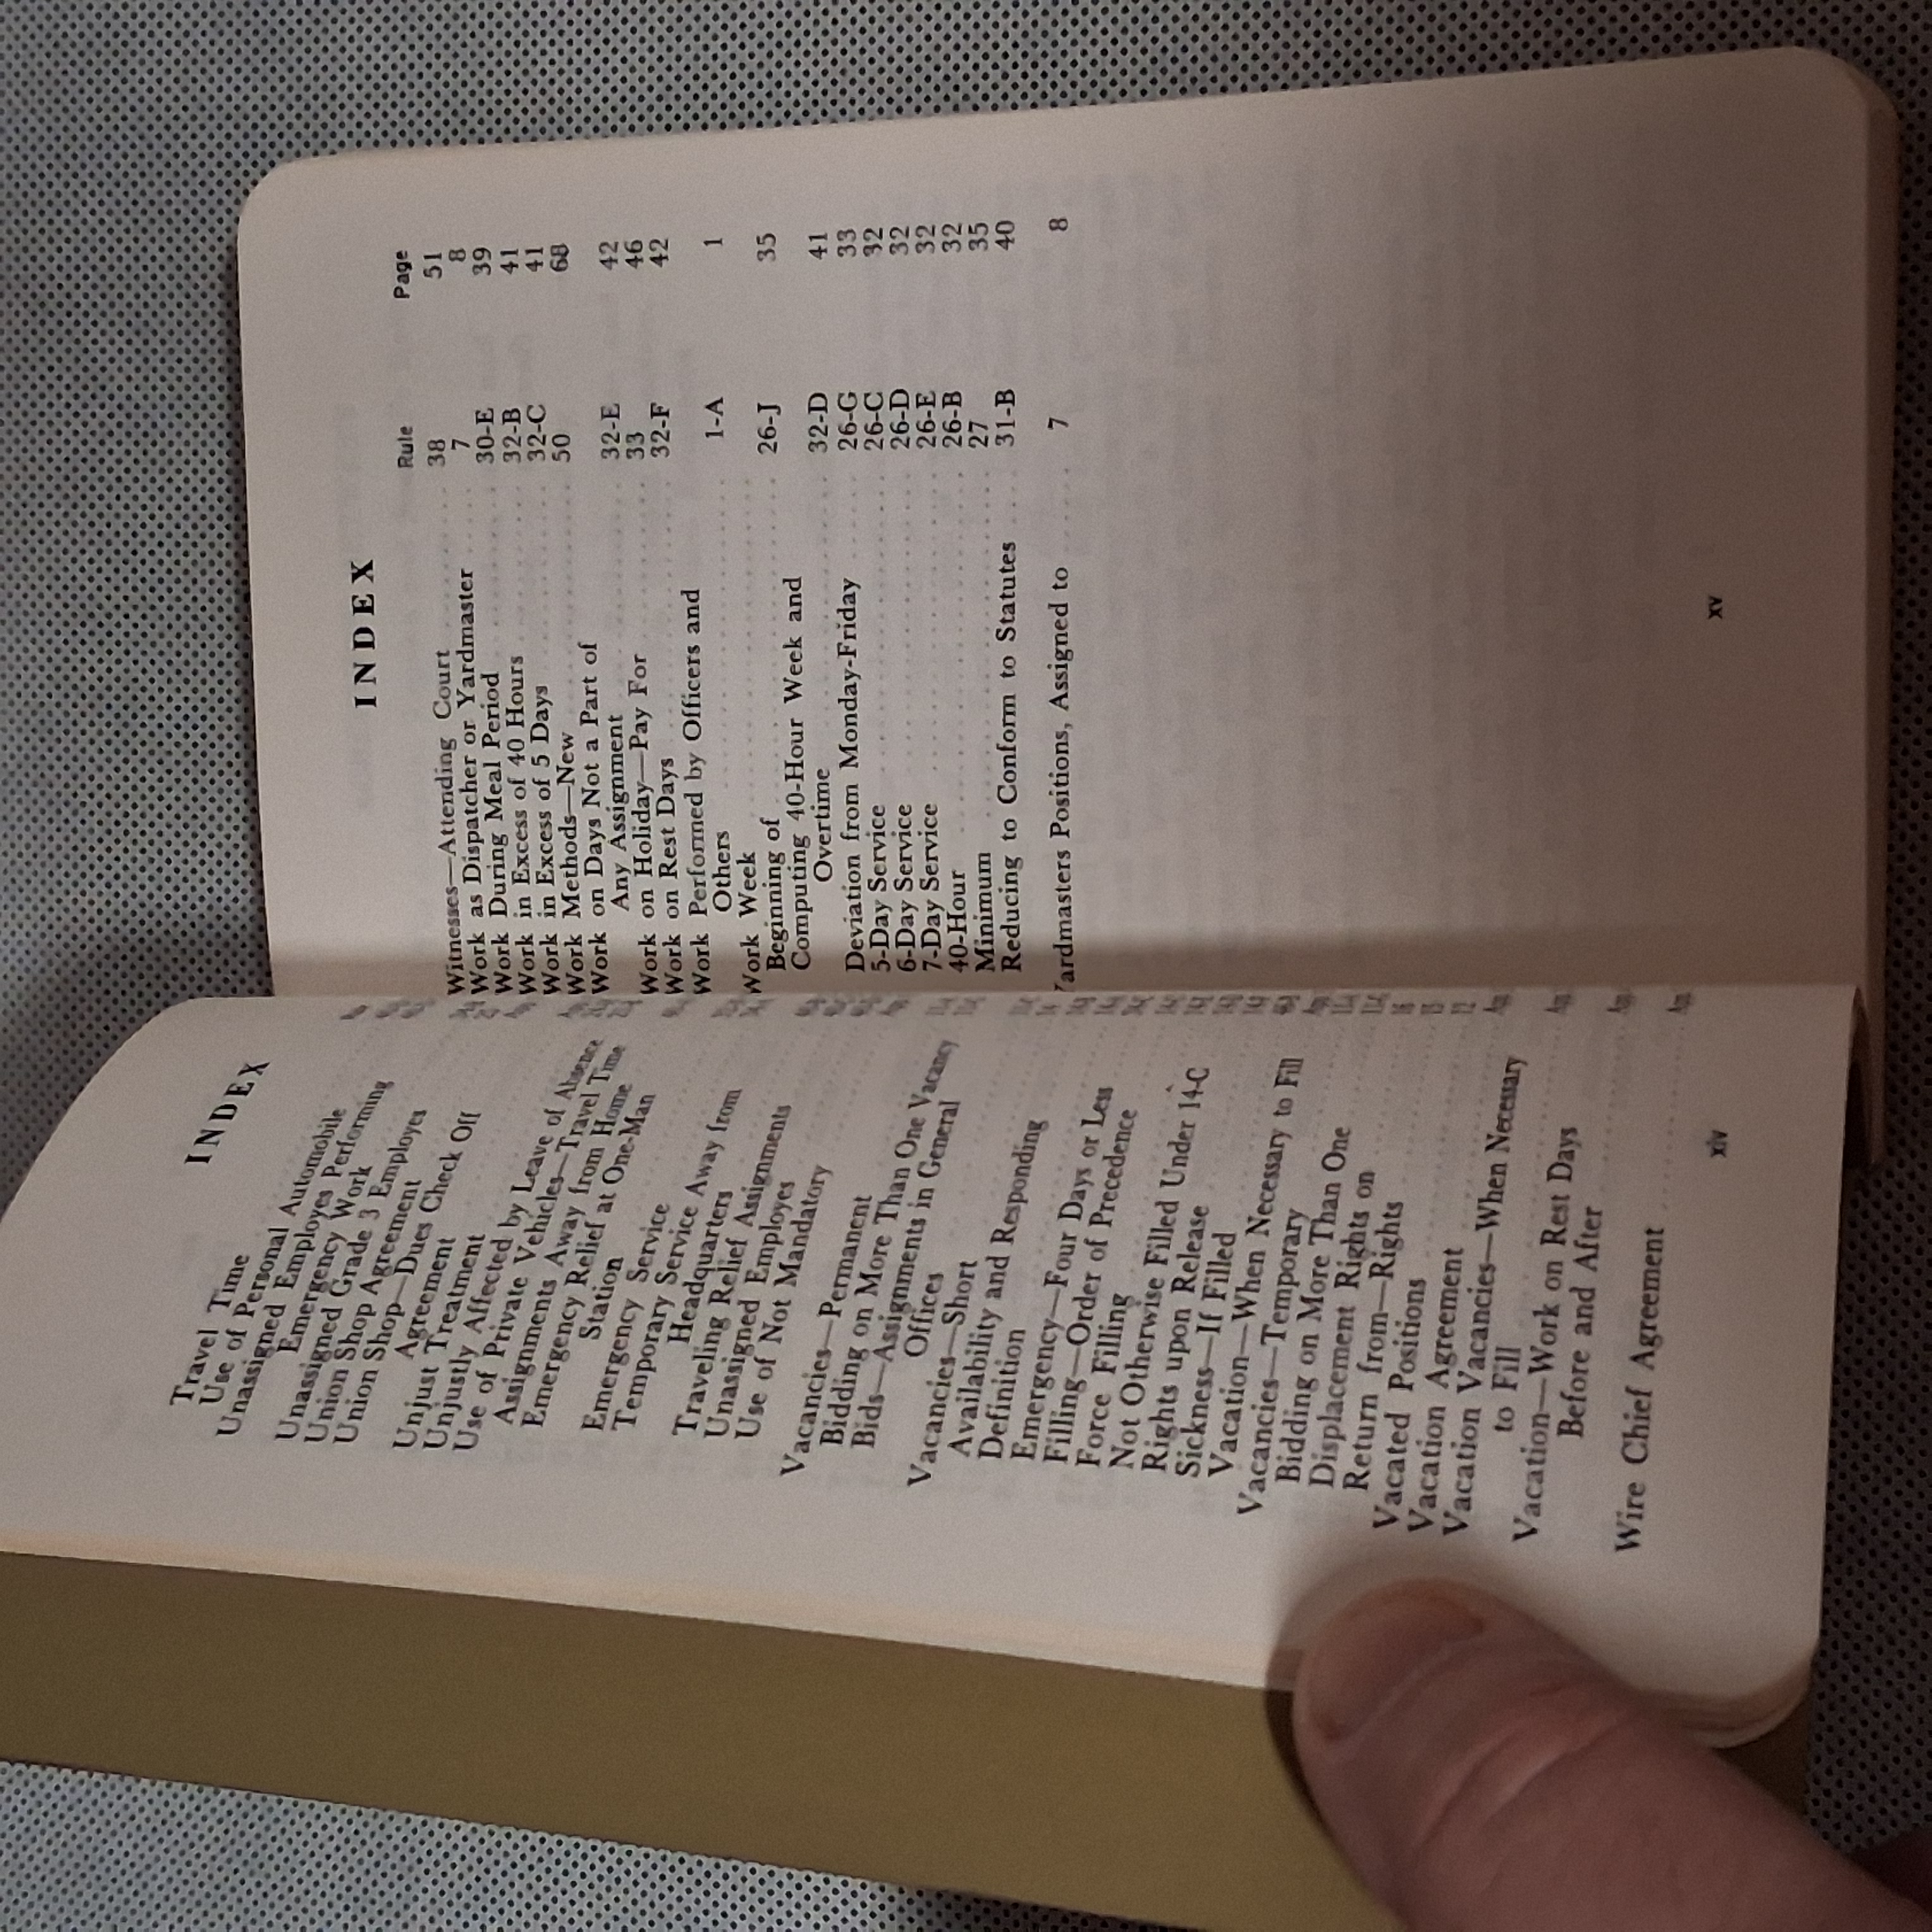 INDEX
Travel Time
Use of Personal Automobile
Unassigned Employes Performing
Emergency Work
Unassigned Grade 3 Employes
Union Shop Agreement
Union Shop—Dues Check Off
Agreement
Unjust Treatment
Unjustly Affected
Use of Private Vehicles—Travel Time
Assignments Away from Home
Emergency Relief at One-Man
Station
Emergency Service
Temporary Service Away from
Headquarters
Traveling Relief Assignments
Unassigned Employes
Use of Not Mandatory
Vacancies—Permanent
Bidding on More Than One Vacancy
Bids—Assignments in General
Offices
Vacancies—Short
Availability and Responding
Definition
Emergency—Four Days or Less
Filling—Order of Precedence
Force Filling
Not Otherwise Filled Under 14-C
Rights upon Release
Sickness—If Filled
Vacation—When Necessary to Fill
Vacancies—Temporary
Bidding on More Than One
Displacement Rights on
Return from—Rights
Vacated Positions
Vacation Agreement
Vacation Vacancies—When Necessary
to Fill
Vacation—Work on Rest Days
Before and After
Wire Chief Agreement
xiv
INDEX
Rule Page
Witnesses—Attending Court 38 51
Work as Dispatcher or Yardmaster 7 8
Work During Meal Period 30-E 39
Work in Excess of 40 Hours 32-B 41
Work in Excess of 5 Days 32-C 41
Work Methods—New 50 68
Work on Days Not a Part of
Any Assignment 32-E 42
Work on Holiday—Pay For 33 46
Work on Rest Days 32-F 42
Work Performed by Officers and
Others 1-A 1
Work Week
Beginning of 26-J 35
Computing 40-Hour Week and
Overtime 32-D 41
Deviation from Monday-Friday 26-G 33
5-Day Service 26-C 32
6-Day Service 26-D 32
7-Day Service 26-E 32
40-Hour 26-B 32
Minimum 27 35
Reducing to Conform to Statutes 31-B 40
Yardmasters Positions, Assigned to 7 8
xv